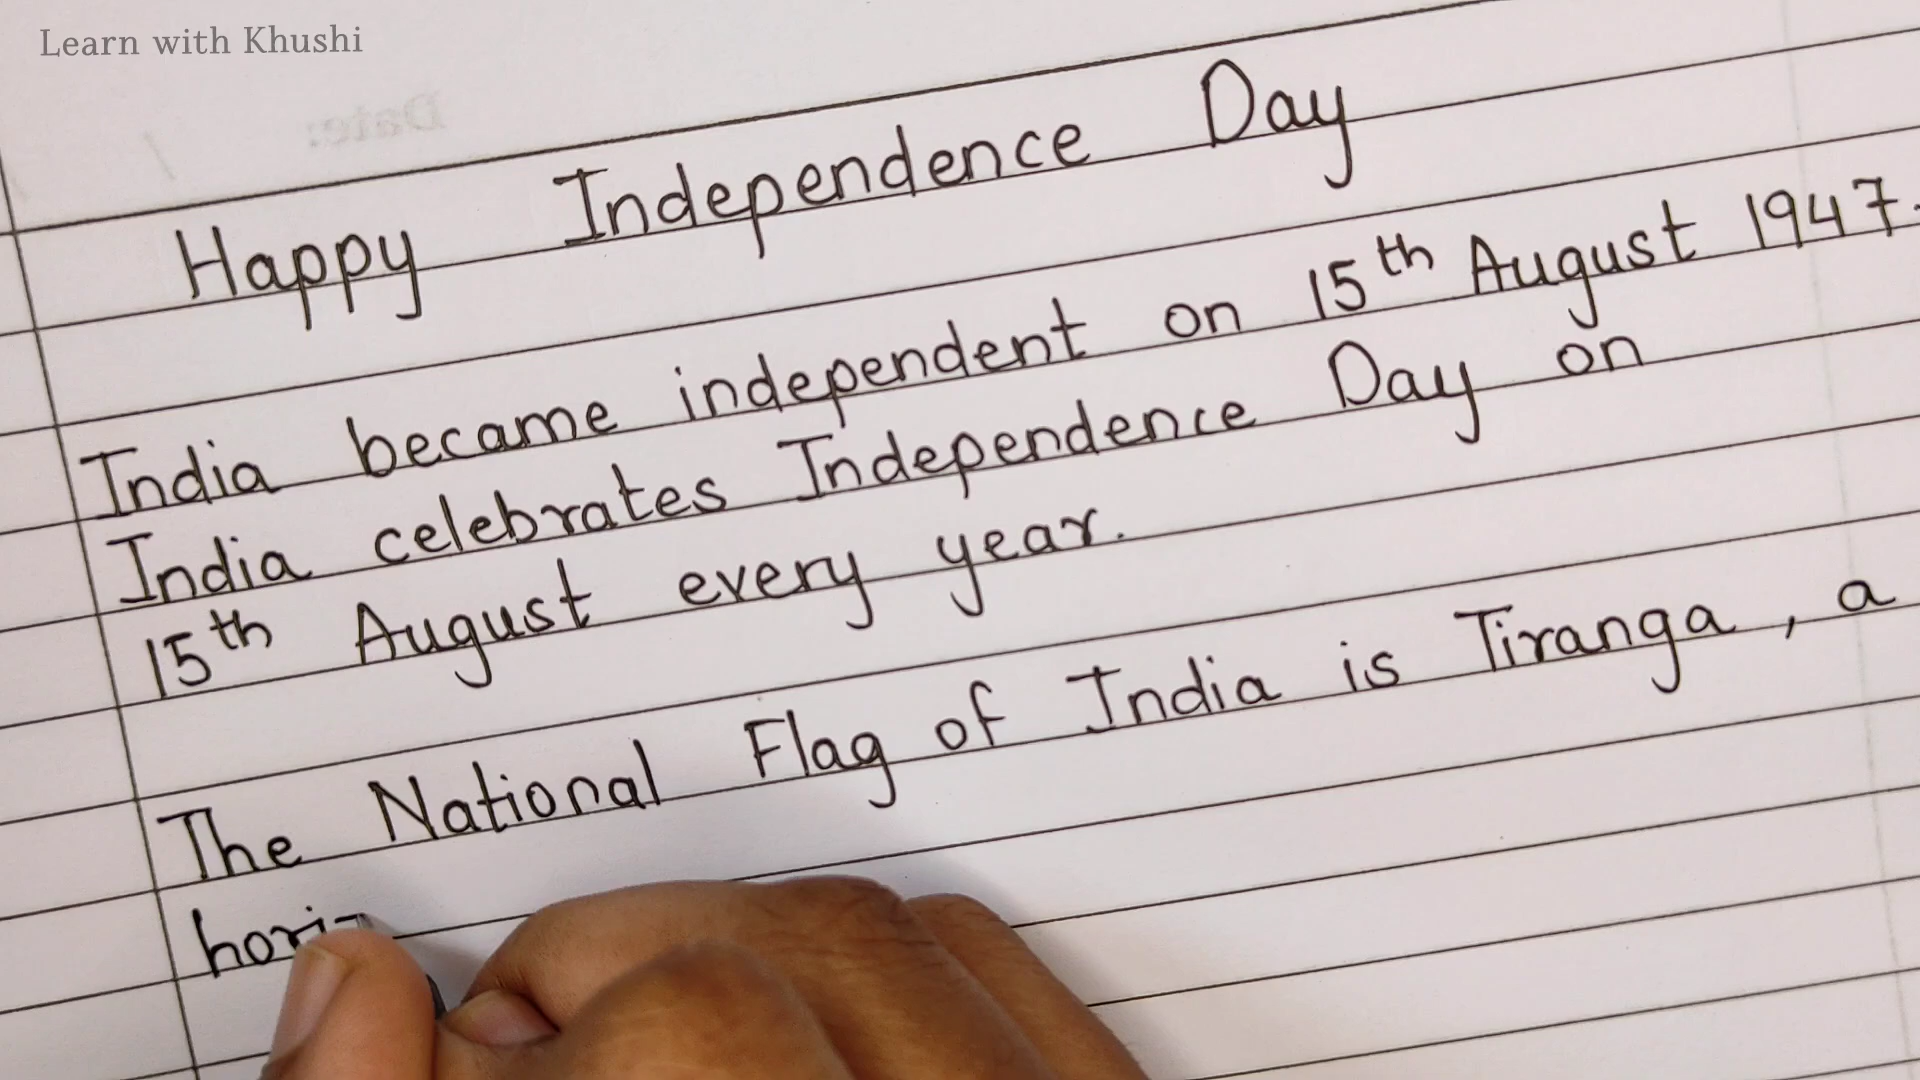 Learn with Khushi
Date:
Happy Independence Day
India became independent on 15th August 1947.
India celebrates Independence Day on
15th August every year.
The National Flag of India is Tiranga, a